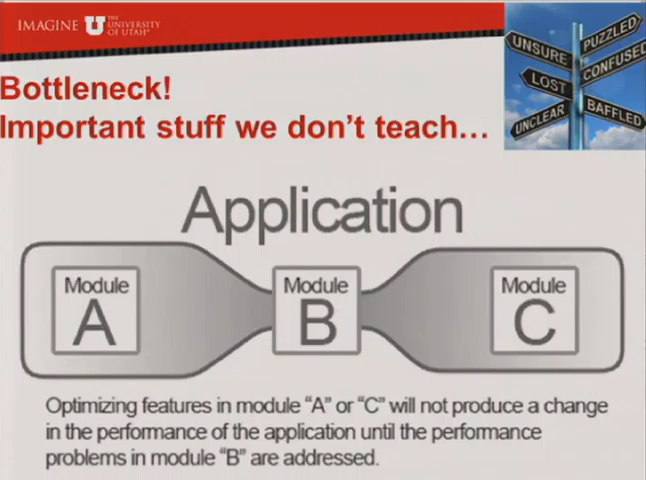 IMAGINE U THE UNIVERSITY OF UTAH®
UNSURE
PUZZLED
LOST
CONFUSED
UNCLEAR
BAFFLED
Bottleneck!
Important stuff we don't teach...
Application
Module
A
Module
B
Module
C
Optimizing features in module "A" or "C" will not produce a change
in the performance of the application until the performance
problems in module "B" are addressed.